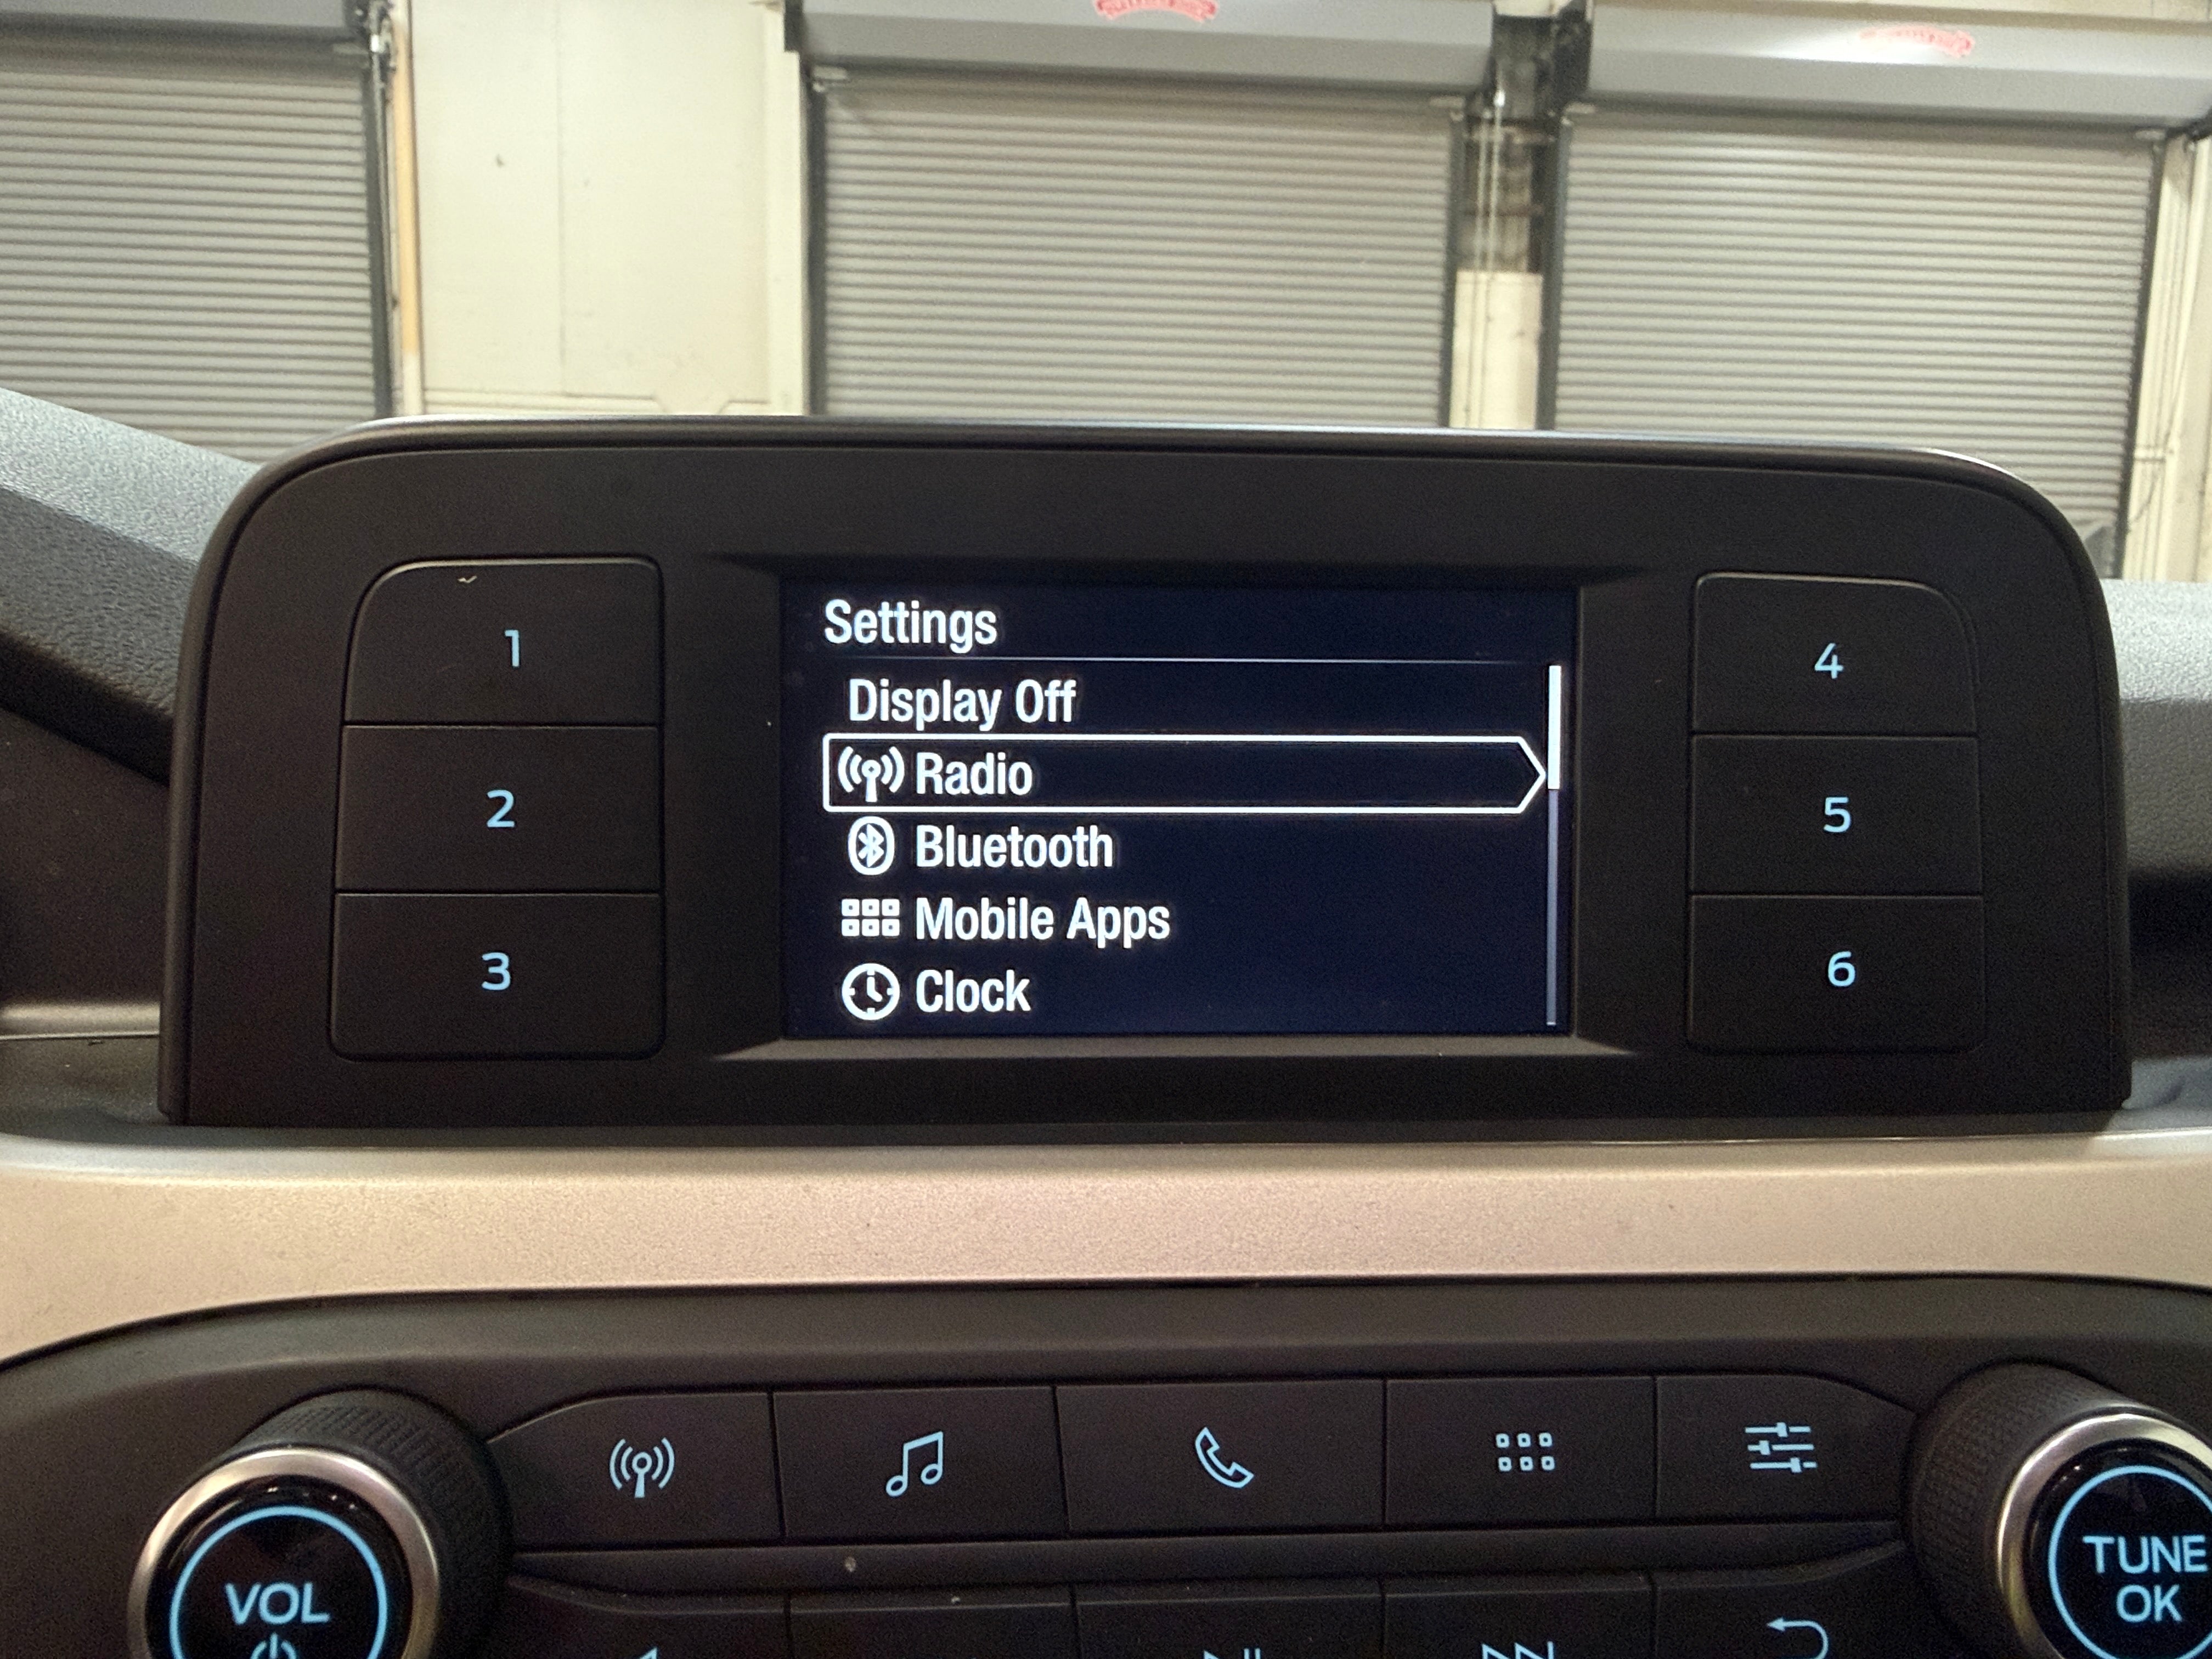 Settings
Display Off
Radio
Bluetooth
Mobile Apps
Clock
1
2
3
4
5
6
VOL
TUNE
OK